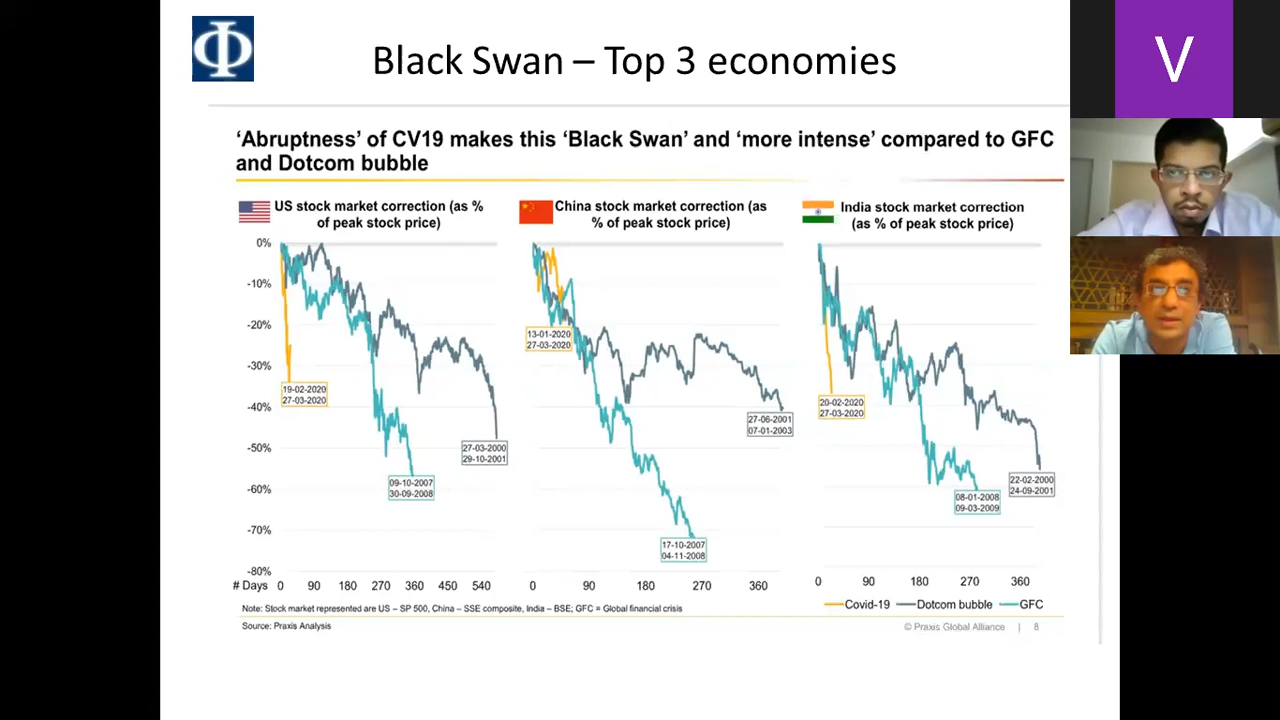 Black Swan – Top 3 economies
V
'Abruptness' of CV19 makes this 'Black Swan' and 'more intense' compared to GFC
and Dotcom bubble
US stock market correction (as %
of peak stock price)
China stock market correction (as
% of peak stock price)
India stock market correction
(as % of peak stock price)
0%
-10%
-20%
-30%
-40%
-50%
-60%
-70%
-80%
19-02-2020
27-03-2020
09-10-2007
30-09-2008
27-03-2000
29-10-2001
13-01-2020
27-03-2020
17-10-2007
04-11-2008
27-06-2001
07-01-2003
20-02-2020
27-03-2020
08-01-2008
09-03-2009
22-02-2000
24-09-2001
# Days 0 90 180 270 360 450 540
0 90 180 270 360
0 90 180 270 360
Covid-19 Dotcom bubble GFC
Note: Stock market represented are US – SP 500, China – SSE composite, India – BSE; GFC = Global financial crisis
Source: Praxis Analysis
© Praxis Global Alliance | 8